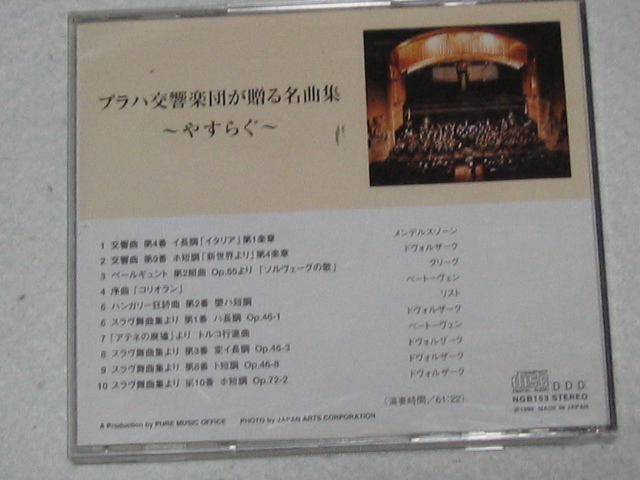 プラハ交響楽団が贈る名曲集
～やすらぐ～
1 交響曲 第4番 イ長調「イタリア」第1楽章 メンデルスゾーン
2 交響曲 第9番 ホ短調「新世界より」第4楽章 ドヴォルザーク
3 ペールギュント 第2組曲 Op.55より 「ソルヴェーグの歌」 グリーグ
4 序曲「コリオラン」 ベートーヴェン
5 ハンガリー狂詩曲 第2番 嬰ハ短調 リスト
6 スラヴ舞曲集より 第1番 ハ長調 Op.46-1 ドヴォルザーク
7 「アテネの廃墟」より トルコ行進曲 ベートーヴェン
8 スラヴ舞曲集より 第3番 変イ長調 Op.46-3 ドヴォルザーク
9 スラヴ舞曲集より 第8番 ト短調 Op.46-8 ドヴォルザーク
10 スラヴ舞曲集より 第10番 ホ短調 Op.72-2 ドヴォルザーク
(演奏時間/61:22)
DDD
NGB153 STEREO
MADE IN JAPAN
A Production by PURE MUSIC OFFICE PHOTO by JAPAN ARTS CORPORATION